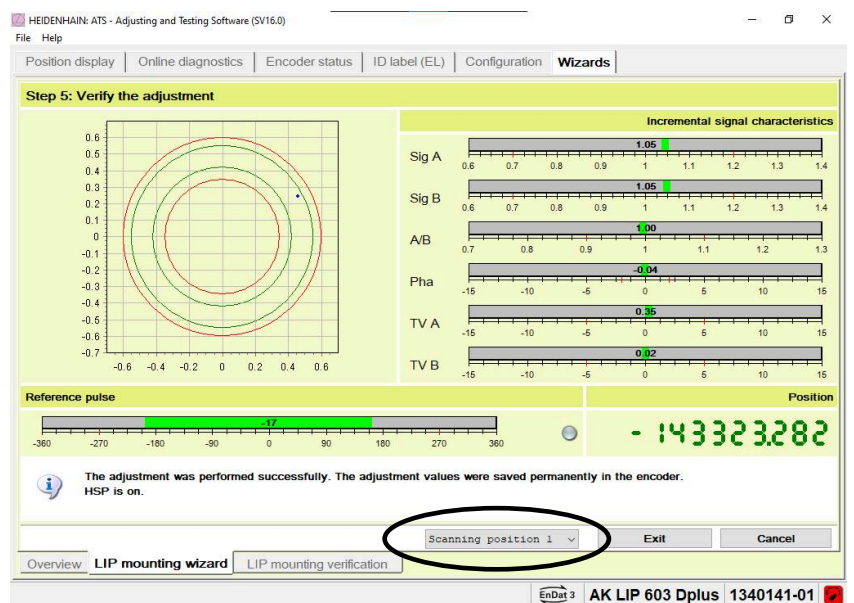 HEIDENHAIN: ATS - Adjusting and Testing Software (SV16.0)
File Help
Position display Online diagnostics Encoder status ID label (EL) Configuration Wizards
Step 5: Verify the adjustment
Incremental signal characteristics
0.6
0.5
0.4
0.3
0.2
0.1
0
-0.1
-0.2
-0.3
-0.4
-0.5
-0.6
-0.7
-0.6 -0.4 -0.2 0 0.2 0.4 0.6
Sig A
1.05
0.6 0.7 0.8 0.9 1 1.1 1.2 1.3 1.4
Sig B
1.05
0.6 0.7 0.8 0.9 1 1.1 1.2 1.3 1.4
A/B
1.00
0.7 0.8 0.9 1 1.1 1.2 1.3
Pha
-0.04
-15 -10 -5 0 5 10 15
TV A
0.35
-15 -10 -5 0 5 10 15
TV B
0.02
-15 -10 -5 0 5 10 15
Reference pulse
Position
-17
-360 -270 -180 -90 0 90 180 270 360
- 143323.282
The adjustment was performed successfully. The adjustment values were saved permanently in the encoder.
HSP is on.
Scanning position 1
Exit Cancel
Overview LIP mounting wizard LIP mounting verification
EnDat 3 AK LIP 603 Dplus 1340141-01